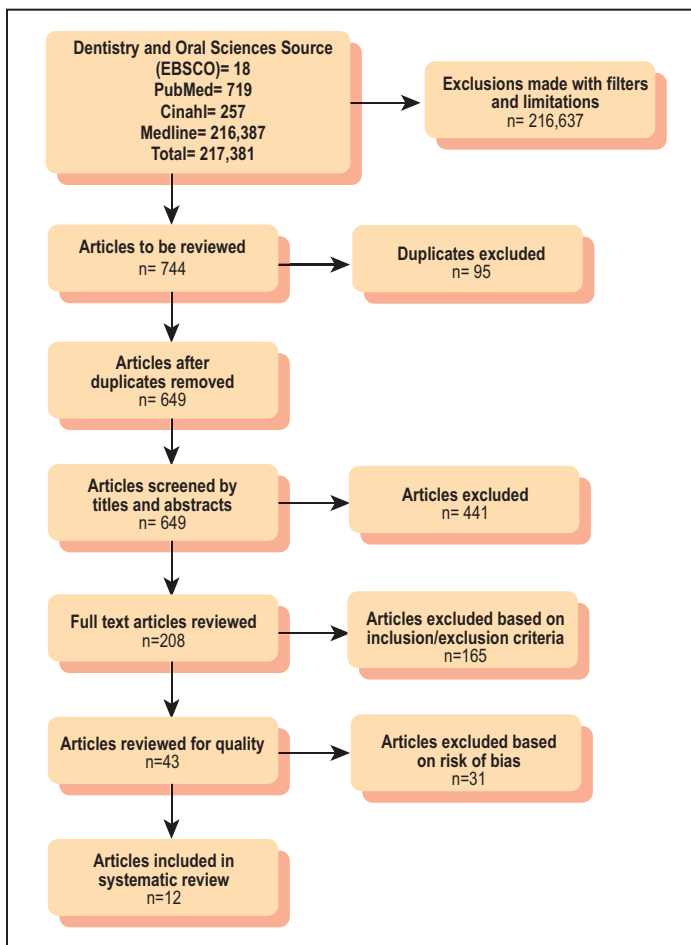 Dentistry and Oral Sciences Source
(EBSCO)= 18
PubMed= 719
Cinahl= 257
Medline= 216,387
Total= 217,381
Exclusions made with filters
and limitations
n= 216,637
Articles to be reviewed
n= 744
Duplicates excluded
n= 95
Articles after
duplicates removed
n= 649
Articles screened by
titles and abstracts
n= 649
Articles excluded
n= 441
Full text articles reviewed
n=208
Articles excluded based on
inclusion/exclusion criteria
n=165
Articles reviewed for quality
n=43
Articles excluded based
on risk of bias
n=31
Articles included in
systematic review
n=12